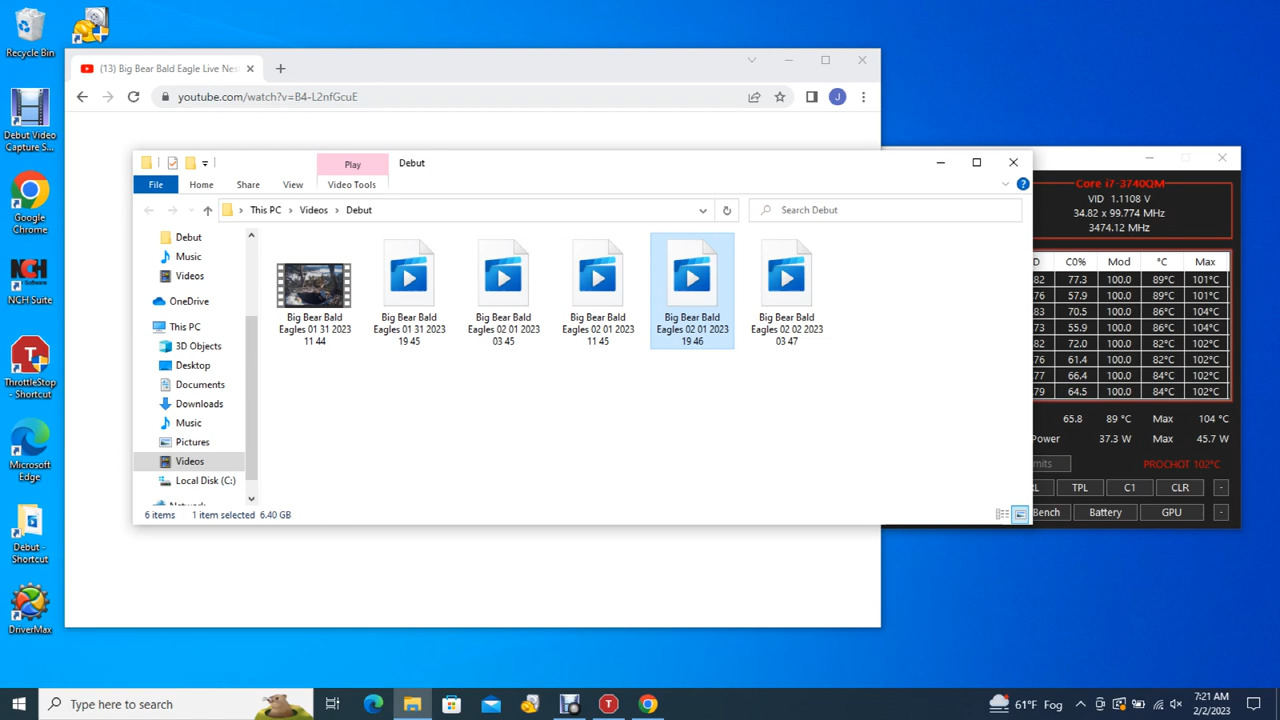 Recycle Bin
Debut Video
Capture S...
Google
Chrome
NCH
NCH Suite
ThrottleStop
- Shortcut
Microsoft
Edge
Debut -
Shortcut
DriverMax
(13) Big Bear Bald Eagle Live Nes
youtube.com/watch?v=B4-L2nfGcuE
J
Play
Debut
File
Home
Share
View
Video Tools
This PC
Videos
Debut
Search Debut
Debut
Music
Videos
OneDrive
This PC
3D Objects
Desktop
Documents
Downloads
Music
Pictures
Videos
Local Disk (C:)
Big Bear Bald
Eagles 01 31 2023
11 44
Big Bear Bald
Eagles 01 31 2023
19 45
Big Bear Bald
Eagles 02 01 2023
03 45
Big Bear Bald
Eagles 02 01 2023
11 45
Big Bear Bald
Eagles 02 01 2023
19 46
Big Bear Bald
Eagles 02 02 2023
03 47
6 items 1 item selected 6.40 GB
Core i7-3740QM
VID 1.1108 V
34.82 x 99.774 MHz
3474.12 MHz
D C0% Mod °C Max
82 77.3 100.0 89°C 101°C
76 57.9 100.0 89°C 101°C
83 70.5 100.0 86°C 104°C
73 55.9 100.0 86°C 104°C
82 72.0 100.0 82°C 102°C
76 61.4 100.0 82°C 102°C
77 66.4 100.0 84°C 102°C
79 64.5 100.0 84°C 102°C
65.8 89 °C Max 104 °C
Power 37.3 W Max 45.7 W
mits PROCHOT 102°C
RL TPL C1 CLR -
Bench Battery GPU -
Type here to search
T
61°F Fog
7:21 AM
2/2/2023